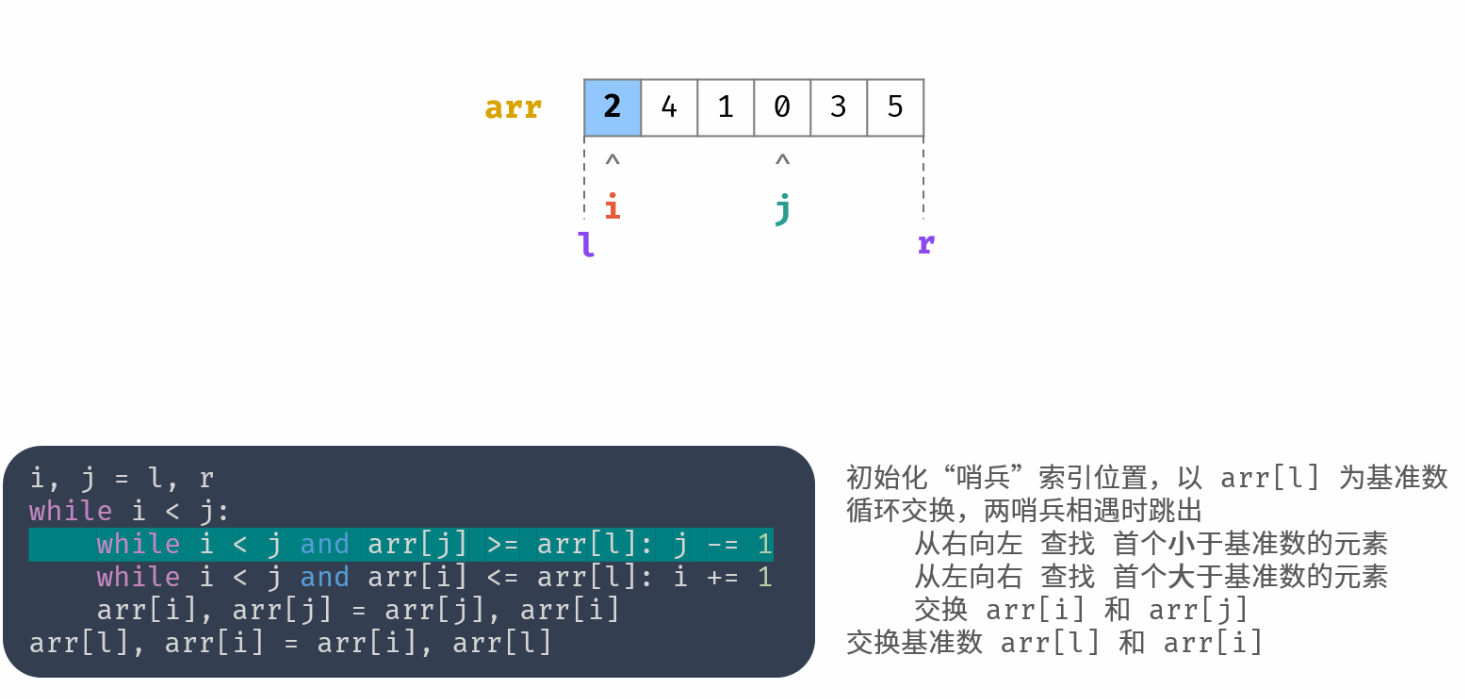 arr 2 4 1 0 3 5
^ ^
i j
l r
i, j = l, r
while i < j:
    while i < j and arr[j] >= arr[l]: j -= 1
    while i < j and arr[i] <= arr[l]: i += 1
    arr[i], arr[j] = arr[j], arr[i]
arr[l], arr[i] = arr[i], arr[l]
初始化“哨兵”索引位置，以 arr[l] 为基准数
循环交换，两哨兵相遇时跳出
    从右向左 查找 首个小于基准数的元素
    从左向右 查找 首个大于基准数的元素
    交换 arr[i] 和 arr[j]
交换基准数 arr[l] 和 arr[i]